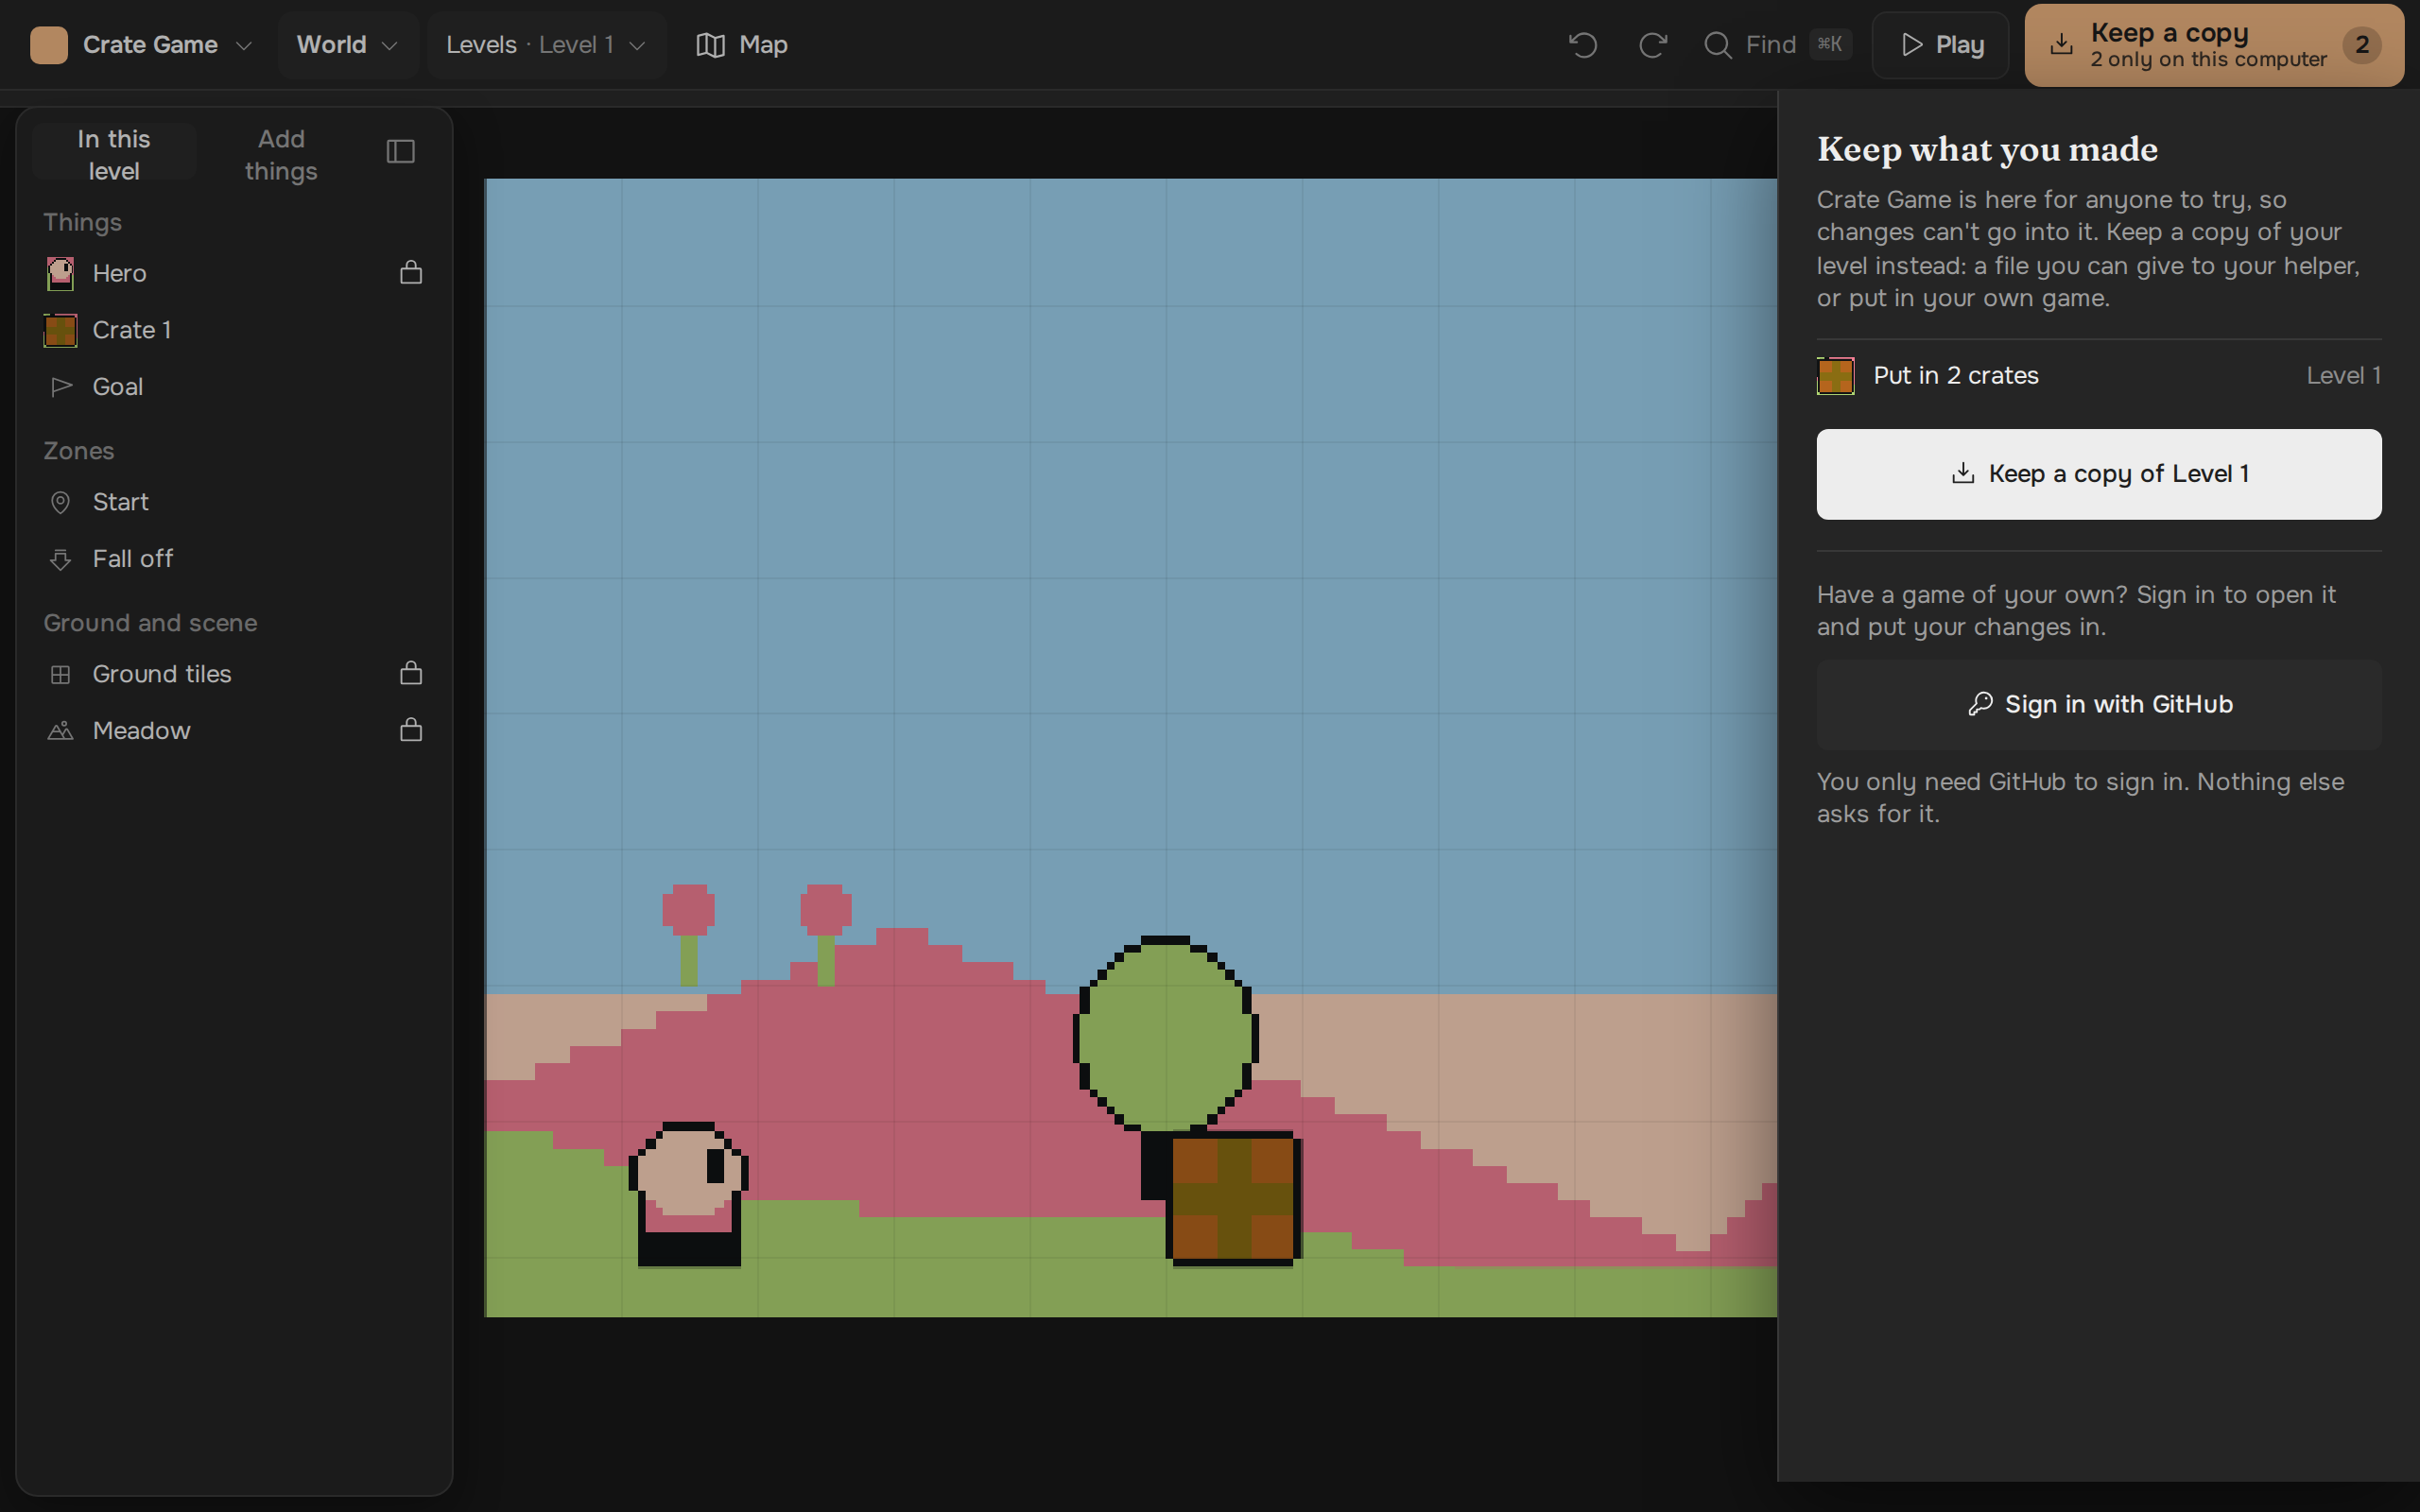 Crate Game
World
Levels · Level 1
Map
Find ⌘K
Play
Keep a copy
2 only on this computer
2
In this
level
Add
things
Things
Hero
Crate 1
Goal
Zones
Start
Fall off
Ground and scene
Ground tiles
Meadow
Keep what you made
Crate Game is here for anyone to try, so
changes can't go into it. Keep a copy of your
level instead: a file you can give to your helper,
or put in your own game.
Put in 2 crates
Level 1
Keep a copy of Level 1
Have a game of your own? Sign in to open it
and put your changes in.
Sign in with GitHub
You only need GitHub to sign in. Nothing else
asks for it.